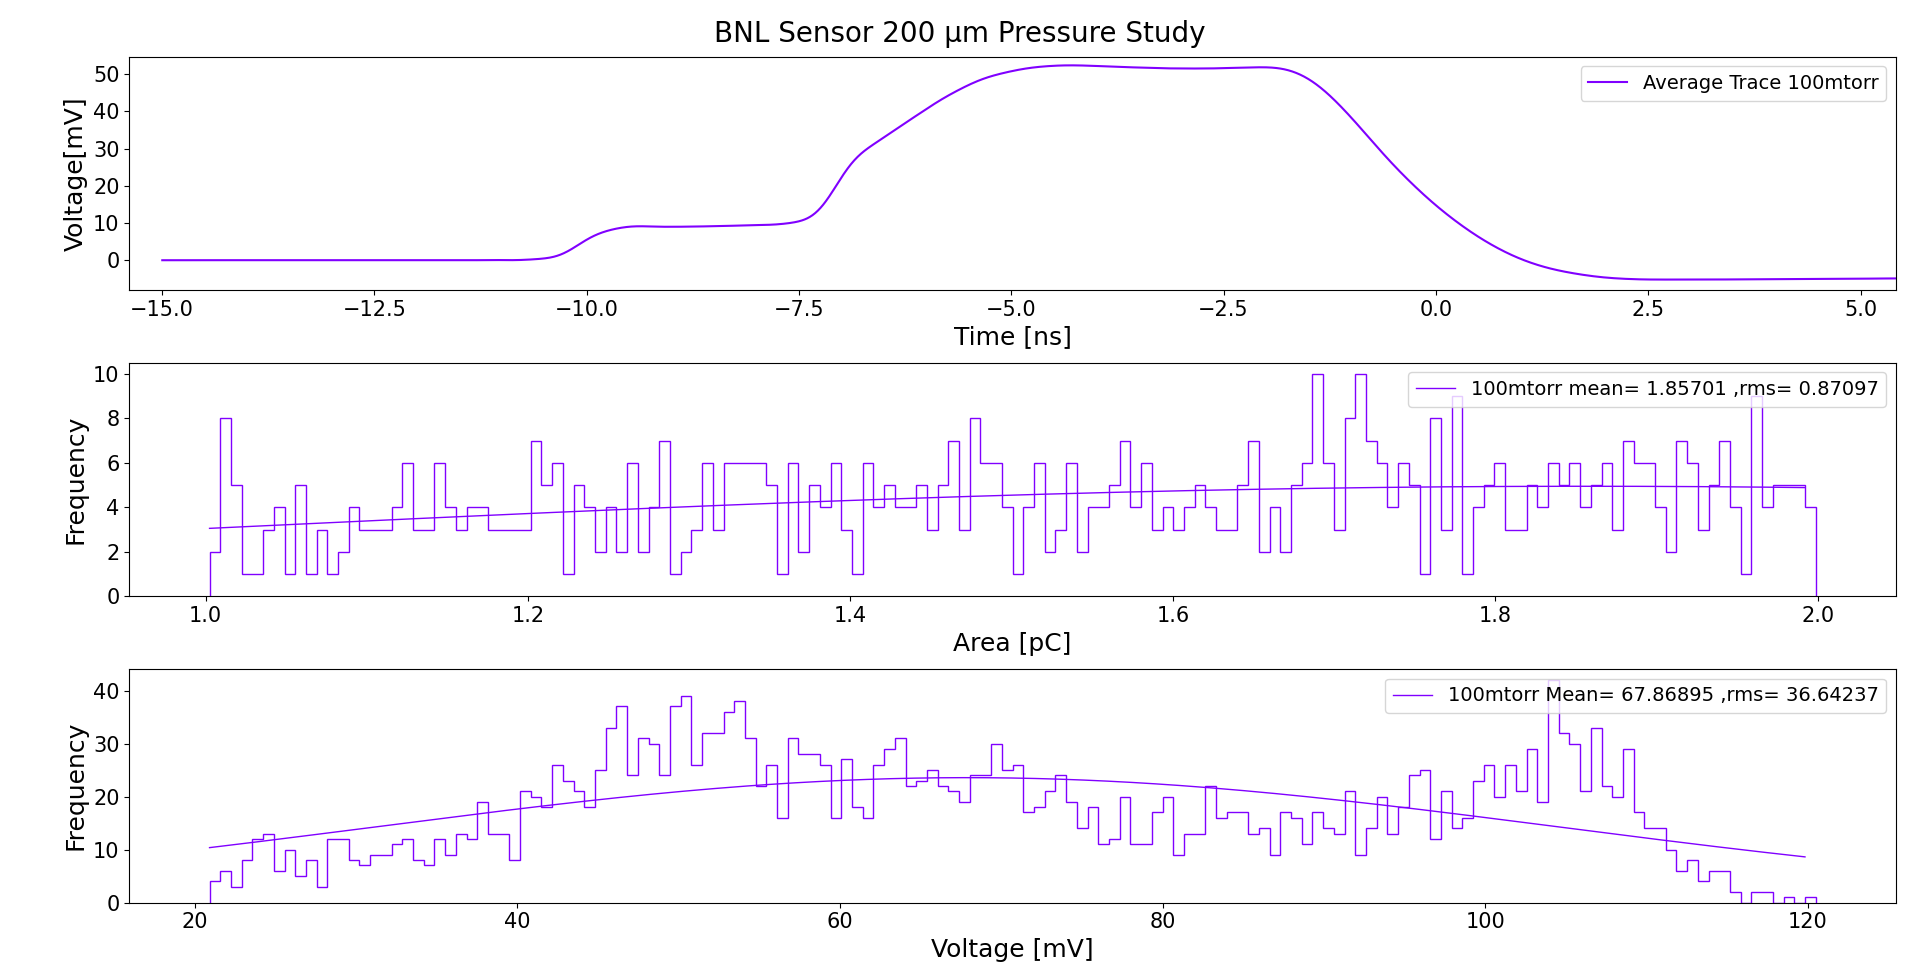 BNL Sensor 200 μm Pressure Study
Voltage[mV]
50
40
30
20
10
0
Average Trace 100mtorr
−15.0 −12.5 −10.0 −7.5 −5.0 −2.5 0.0 2.5 5.0
Time [ns]
Frequency
10
8
6
4
2
0
100mtorr mean= 1.85701 ,rms= 0.87097
1.0 1.2 1.4 1.6 1.8 2.0
Area [pC]
Frequency
40
30
20
10
0
100mtorr Mean= 67.86895 ,rms= 36.64237
20 40 60 80 100 120
Voltage [mV]